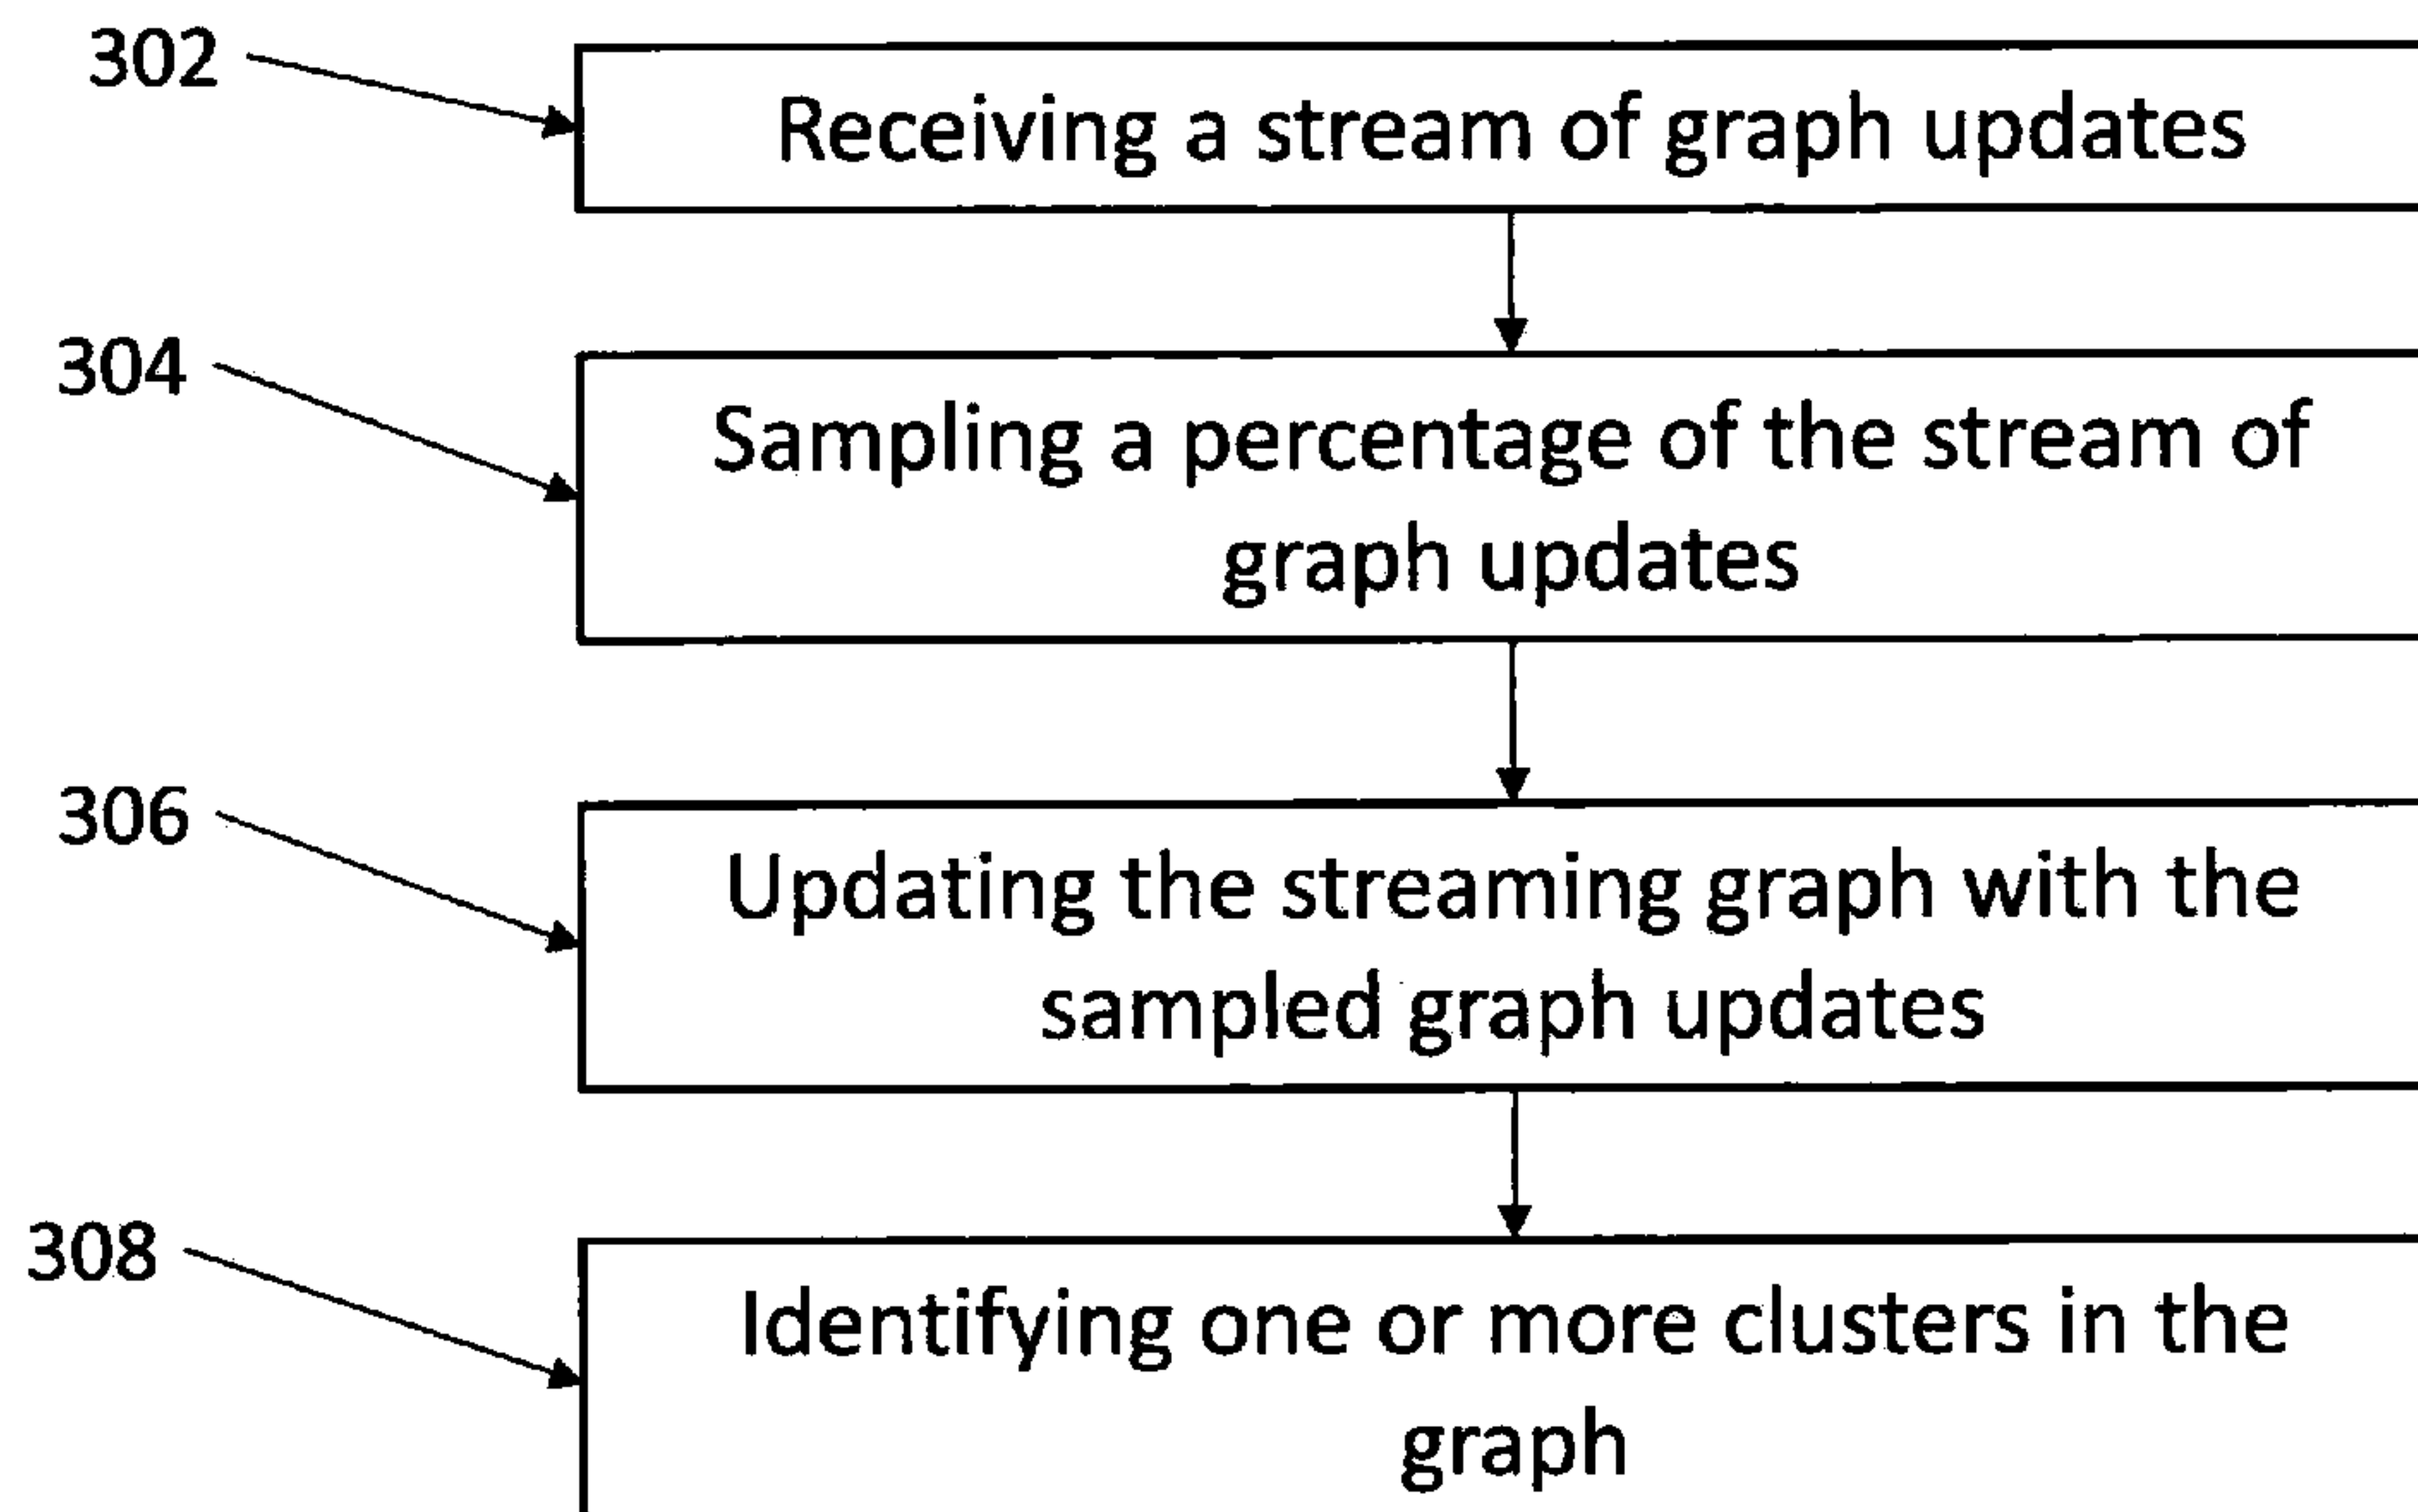 302
Receiving a stream of graph updates
304
Sampling a percentage of the stream of
graph updates
306
Updating the streaming graph with the
sampled graph updates
308
Identifying one or more clusters in the
graph